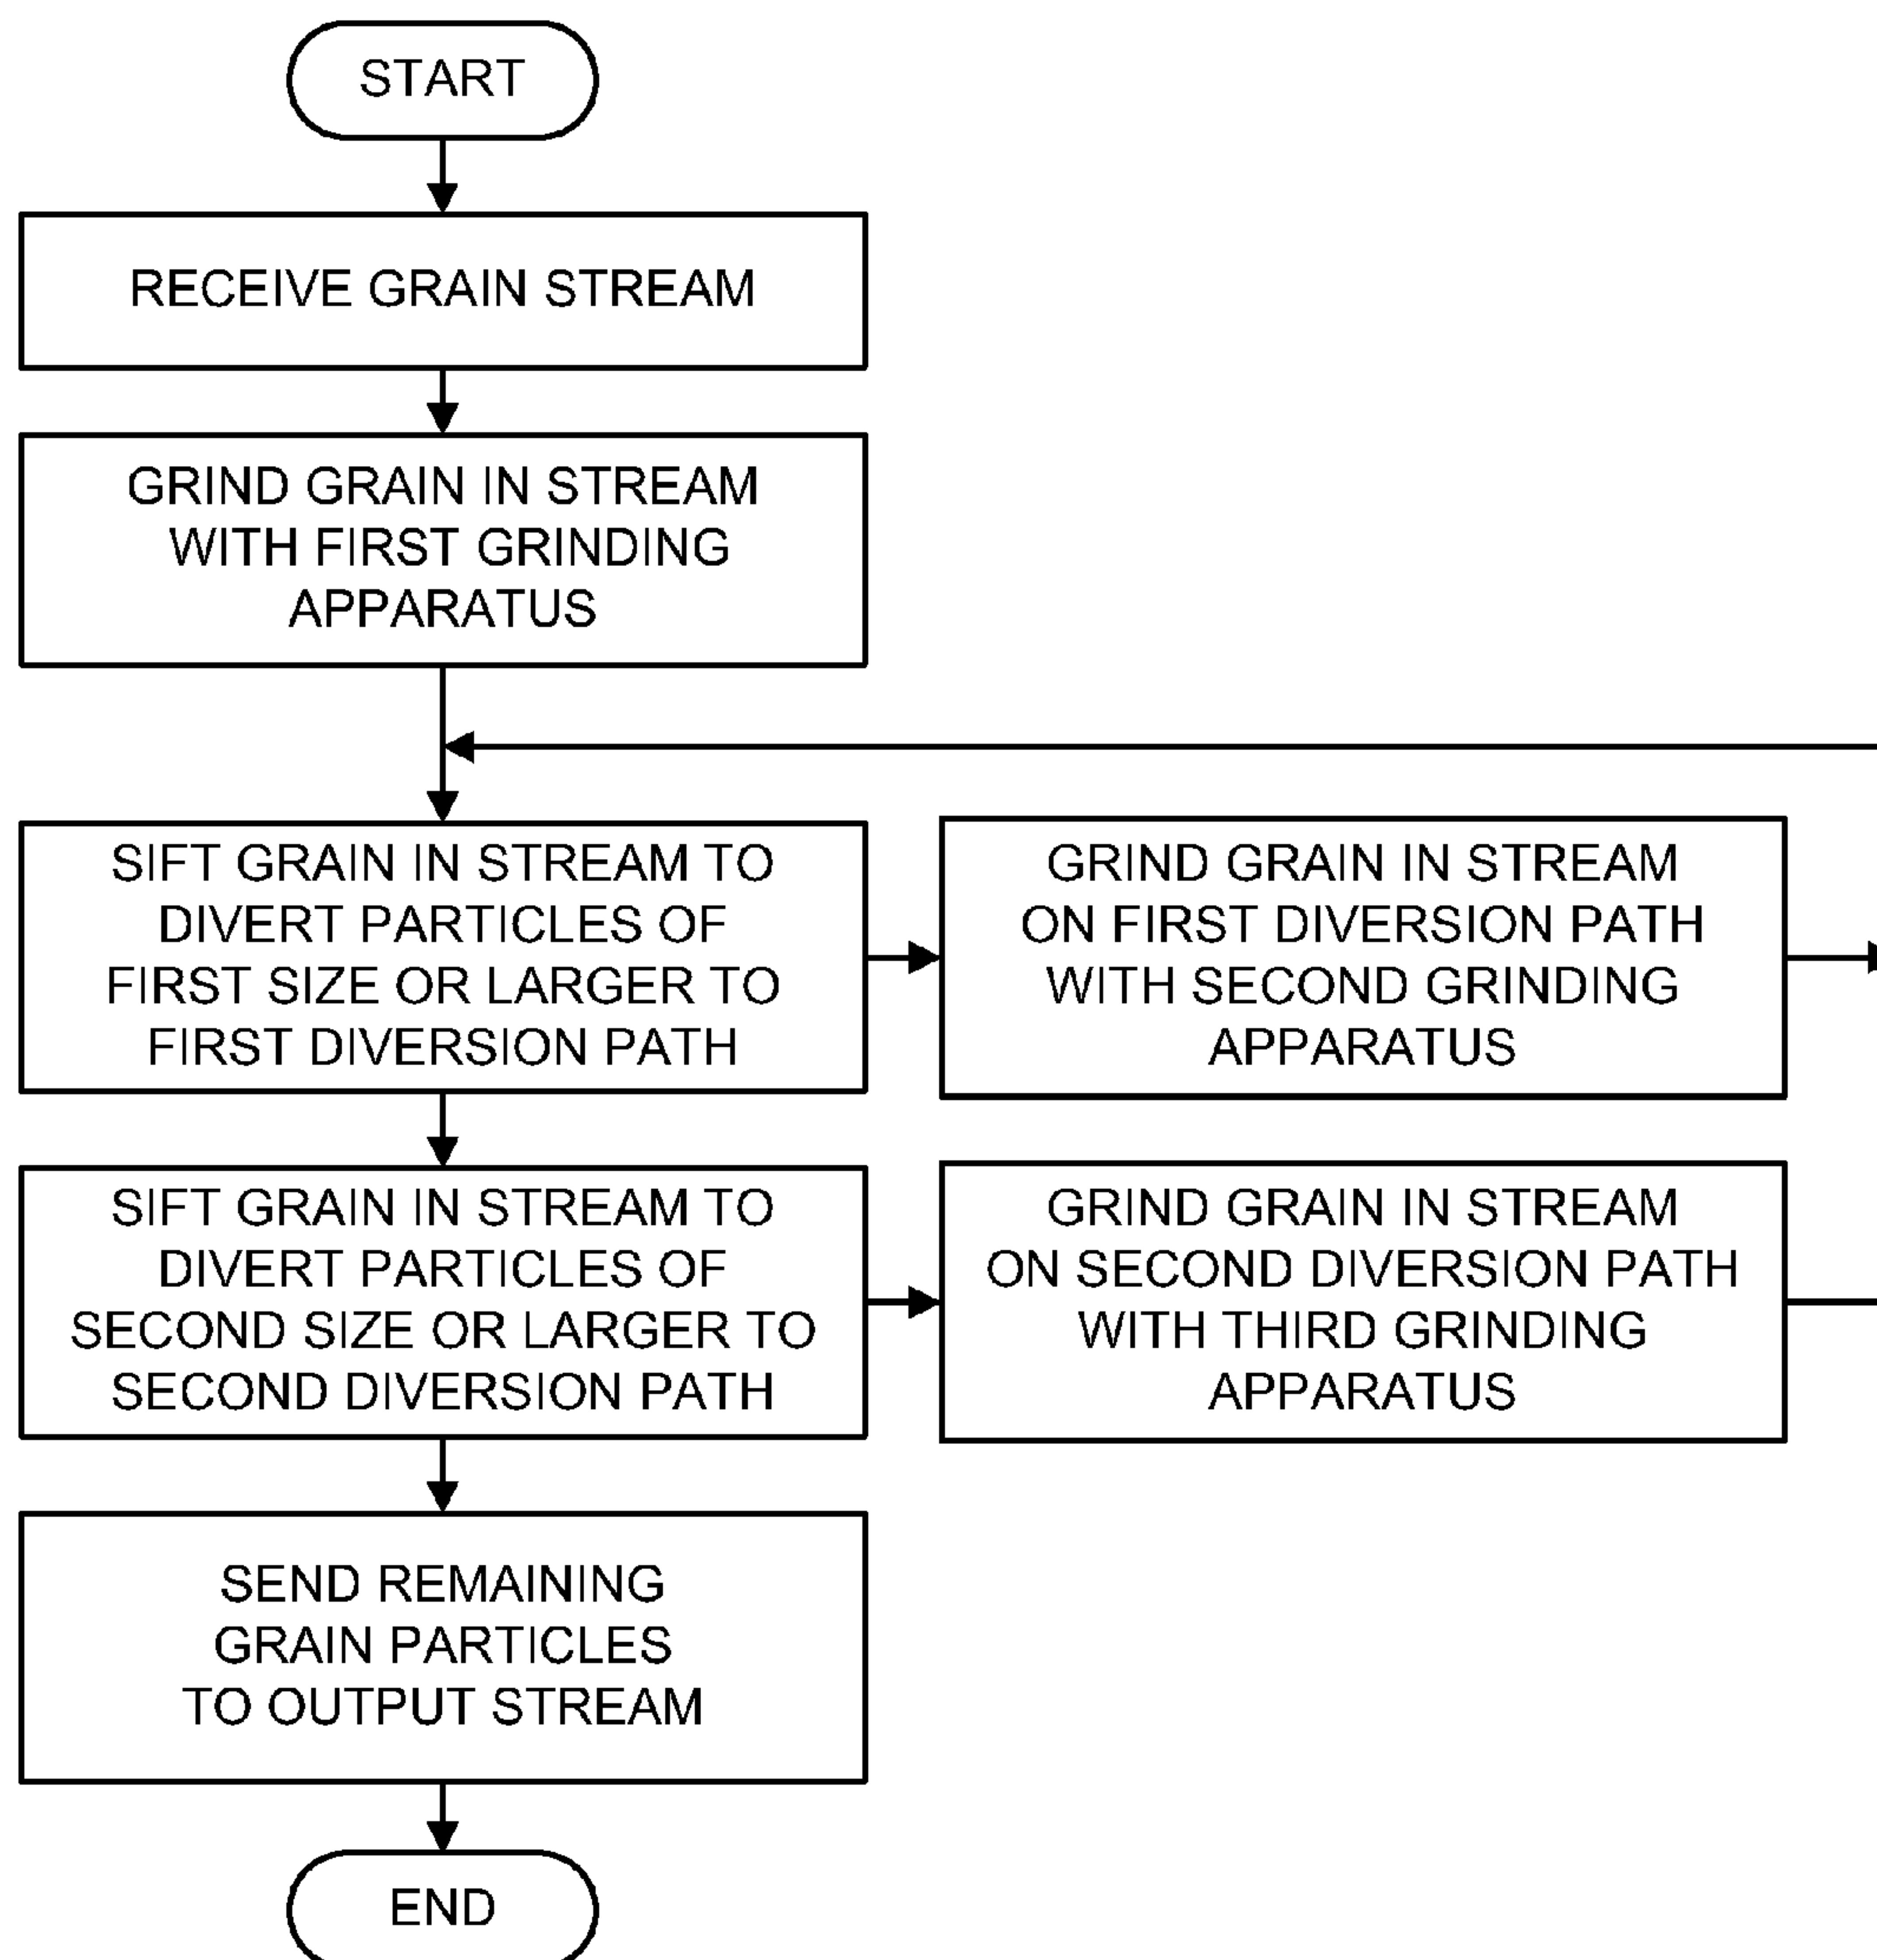 START
RECEIVE GRAIN STREAM
GRIND GRAIN IN STREAM
WITH FIRST GRINDING
APPARATUS
SIFT GRAIN IN STREAM TO
DIVERT PARTICLES OF
FIRST SIZE OR LARGER TO
FIRST DIVERSION PATH
GRIND GRAIN IN STREAM
ON FIRST DIVERSION PATH
WITH SECOND GRINDING
APPARATUS
SIFT GRAIN IN STREAM TO
DIVERT PARTICLES OF
SECOND SIZE OR LARGER TO
SECOND DIVERSION PATH
GRIND GRAIN IN STREAM
ON SECOND DIVERSION PATH
WITH THIRD GRINDING
APPARATUS
SEND REMAINING
GRAIN PARTICLES
TO OUTPUT STREAM
END